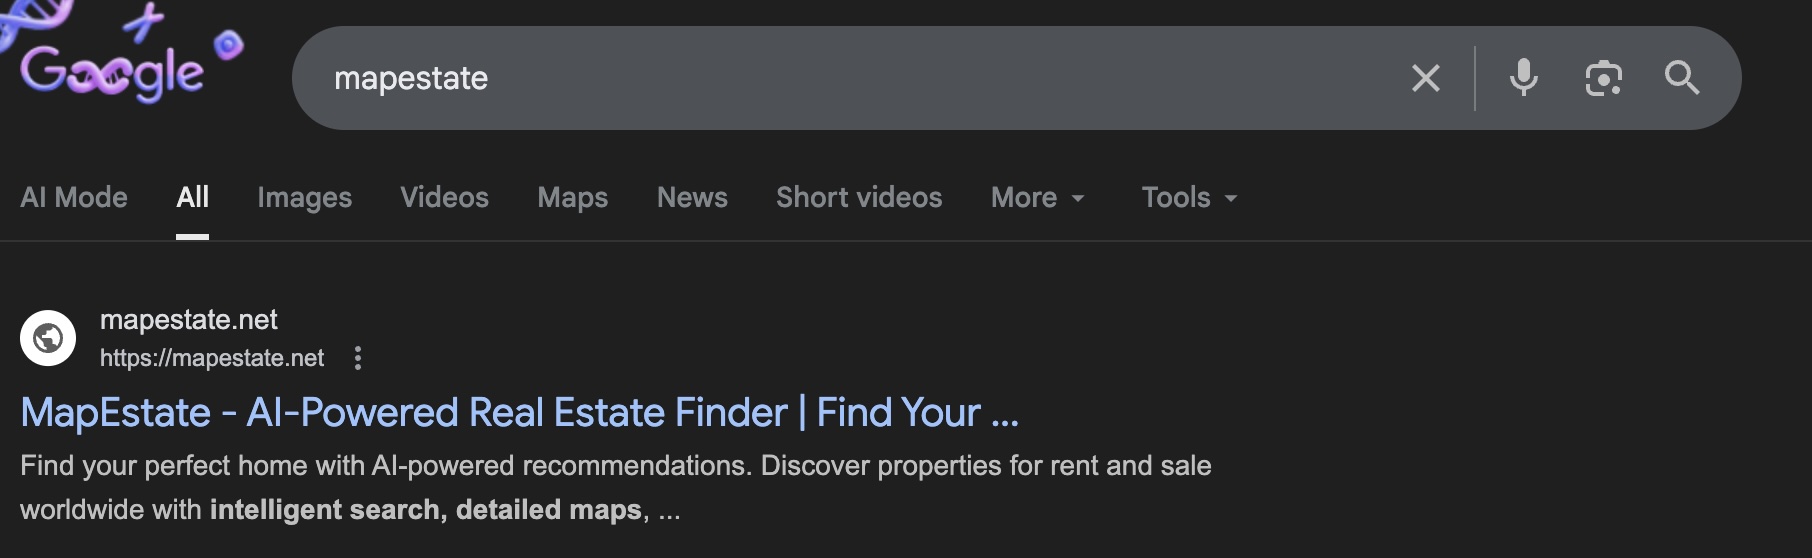 Google
mapestate
AI Mode All Images Videos Maps News Short videos More Tools
mapestate.net
https://mapestate.net
MapEstate - AI-Powered Real Estate Finder | Find Your ...
Find your perfect home with AI-powered recommendations. Discover properties for rent and sale
worldwide with intelligent search, detailed maps, ...